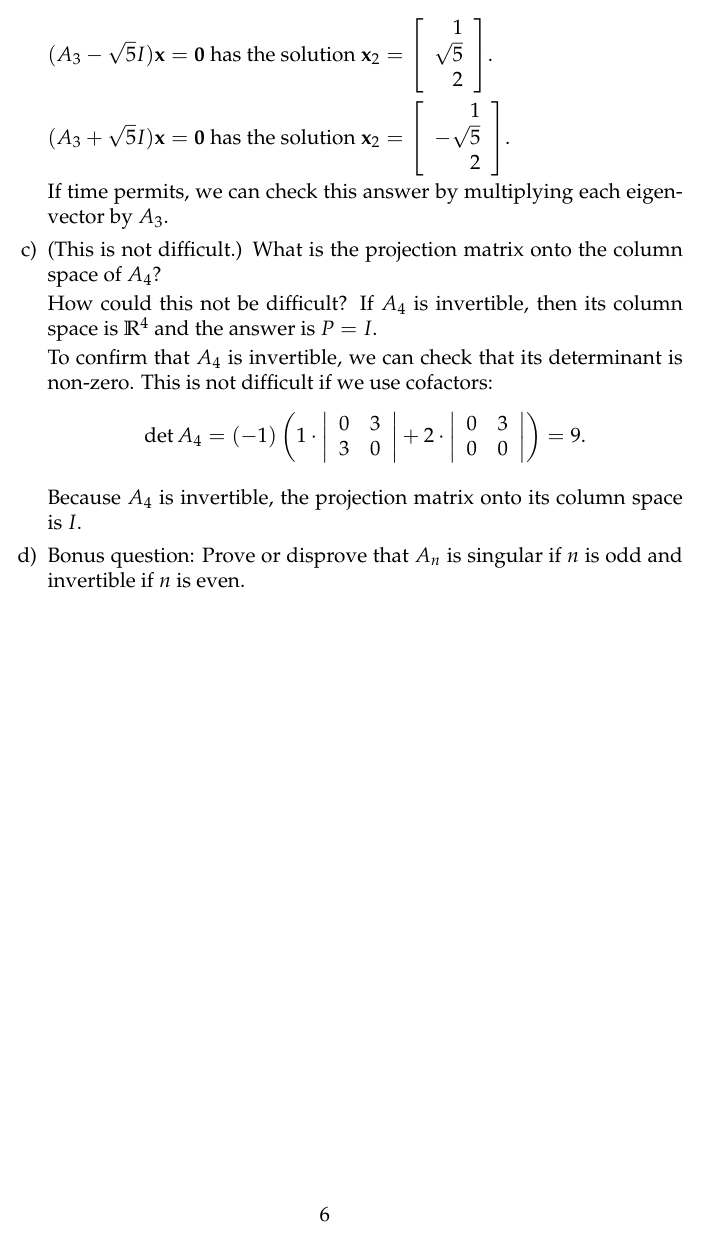 (A₃ − √5I)x = 0 has the solution x₂ = [ 1 √5 2 ].
(A₃ + √5I)x = 0 has the solution x₂ = [ 1 −√5 2 ].
If time permits, we can check this answer by multiplying each eigen-
vector by A₃.
c) (This is not difficult.) What is the projection matrix onto the column
space of A₄?
How could this not be difficult? If A₄ is invertible, then its column
space is ℝ⁴ and the answer is P = I.
To confirm that A₄ is invertible, we can check that its determinant is
non-zero. This is not difficult if we use cofactors:
det A₄ = (−1) (1 · | 0 3 3 0 | + 2 · | 0 3 0 0 |) = 9.
Because A₄ is invertible, the projection matrix onto its column space
is I.
d) Bonus question: Prove or disprove that Aₙ is singular if n is odd and
invertible if n is even.
6